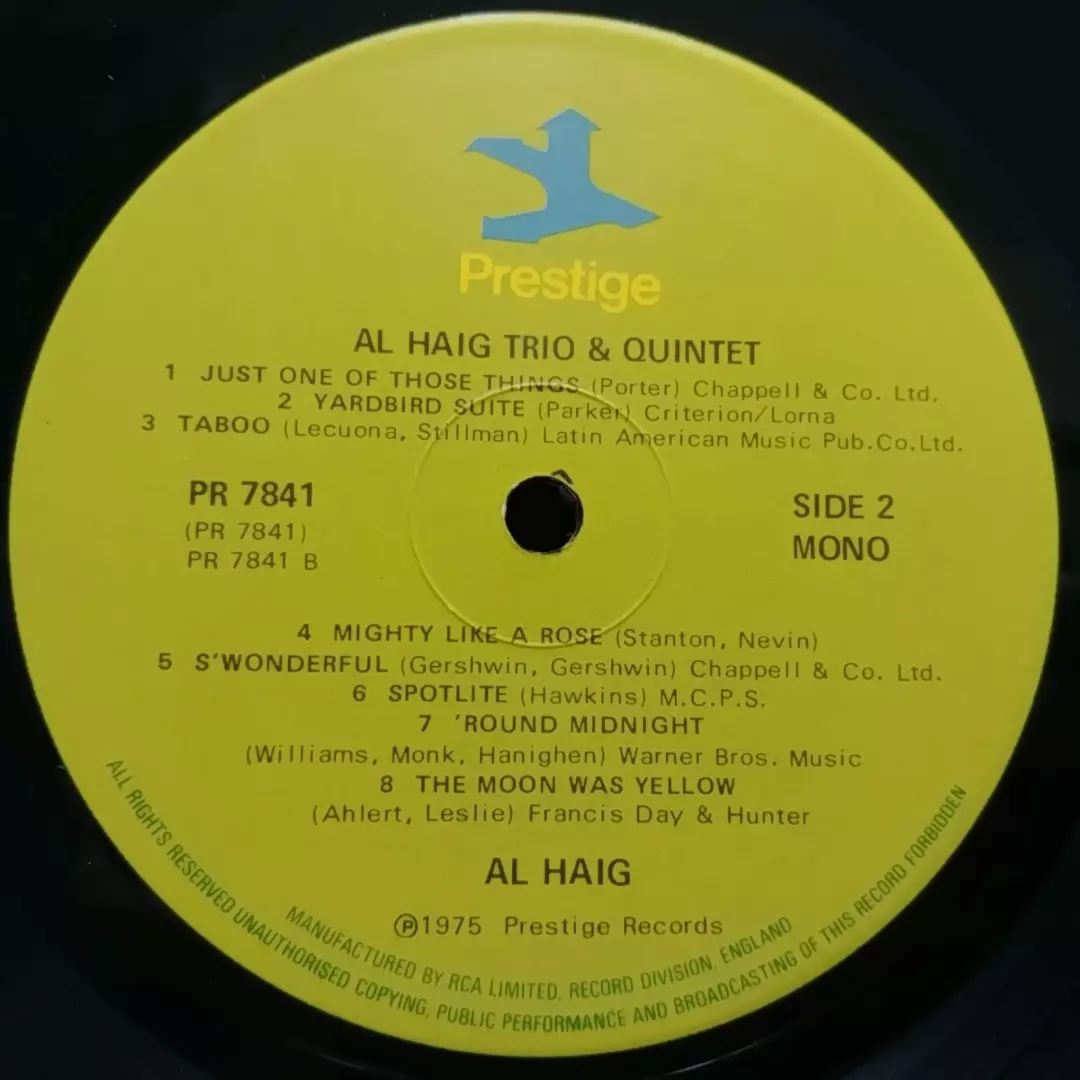 Prestige
AL HAIG TRIO & QUINTET
1 JUST ONE OF THOSE THINGS (Porter) Chappell & Co. Ltd.
2 YARDBIRD SUITE (Parker) Criterion/Lorna
3 TABOO (Lecuona, Stillman) Latin American Music Pub.Co.Ltd.
PR 7841
(PR 7841)
PR 7841 B
SIDE 2
MONO
4 MIGHTY LIKE A ROSE (Stanton, Nevin)
5 S'WONDERFUL (Gershwin, Gershwin) Chappell & Co. Ltd.
6 SPOTLITE (Hawkins) M.C.P.S.
7 'ROUND MIDNIGHT
(Williams, Monk, Hanighen) Warner Bros. Music
8 THE MOON WAS YELLOW
(Ahlert, Leslie) Francis Day & Hunter
AL HAIG
Ⓟ1975 Prestige Records
MANUFACTURED BY RCA LIMITED, RECORD DIVISION, ENGLAND
ALL RIGHTS RESERVED UNAUTHORISED COPYING, PUBLIC PERFORMANCE AND BROADCASTING OF THIS RECORD FORBIDDEN